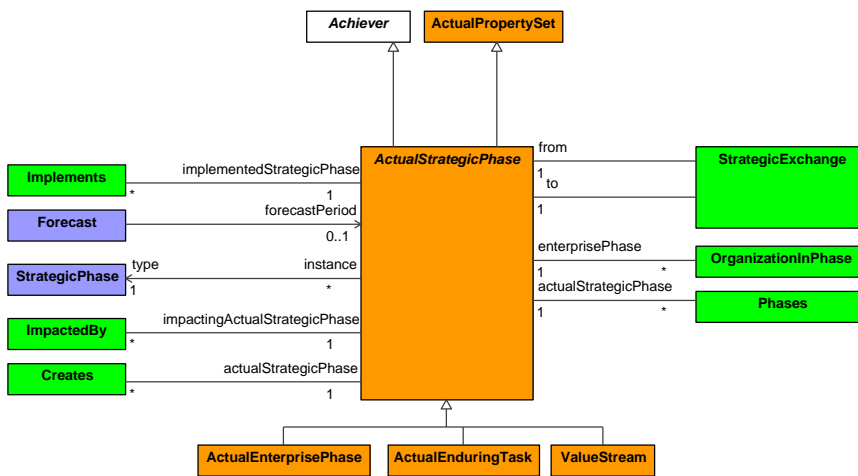 Achiever
ActualPropertySet
ActualStrategicPhase
from
1
to
1
StrategicExchange
Implements
implementedStrategicPhase
*
1
Forecast
forecastPeriod
0..1
enterprisePhase
1
*
OrganizationInPhase
StrategicPhase
type
1
instance
*
actualStrategicPhase
1
*
Phases
ImpactedBy
impactingActualStrategicPhase
*
1
Creates
actualStrategicPhase
*
1
ActualEnterprisePhase
ActualEnduringTask
ValueStream